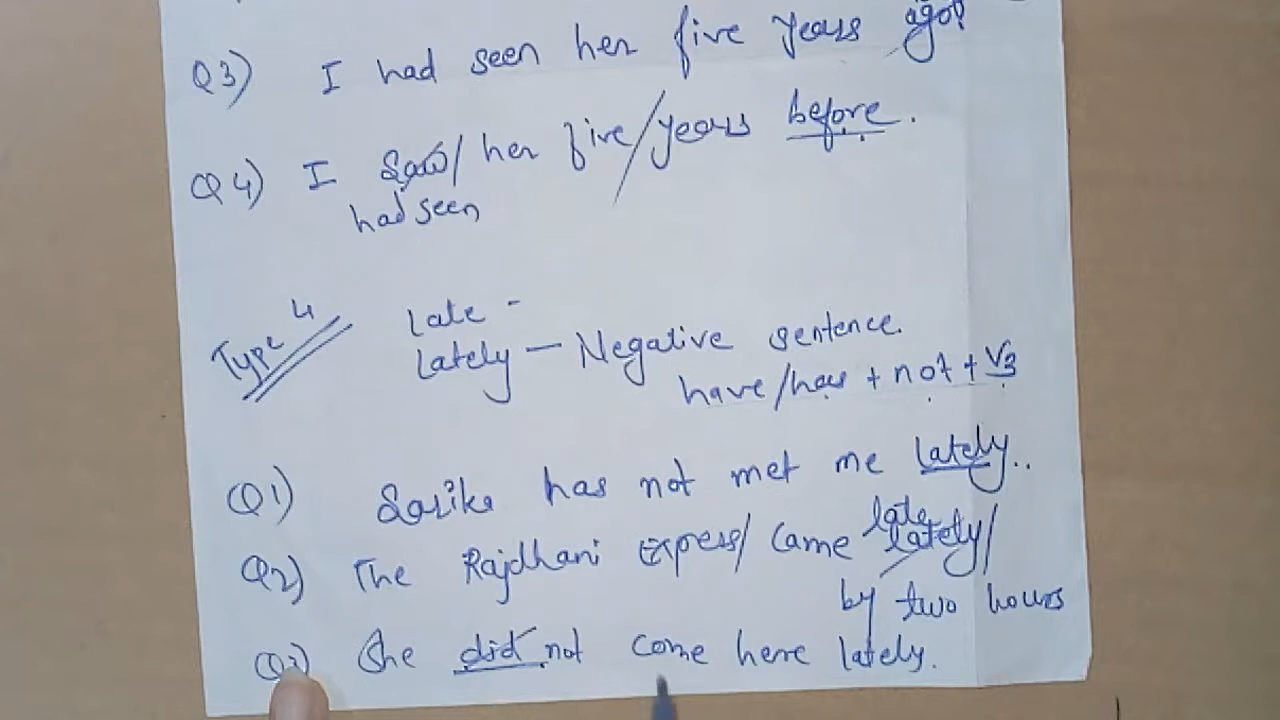 Q3) I had seen her five years ago?
Q4) I saw/ her five/years before.
had seen
Type 4 Late -
Lately - Negative sentence.
have/has + not + V3
Q1) Sarika has not met me lately..
late
Q2) The Rajdhani Express/ Came lately/
by two hours
Q3) She did not come here lately.